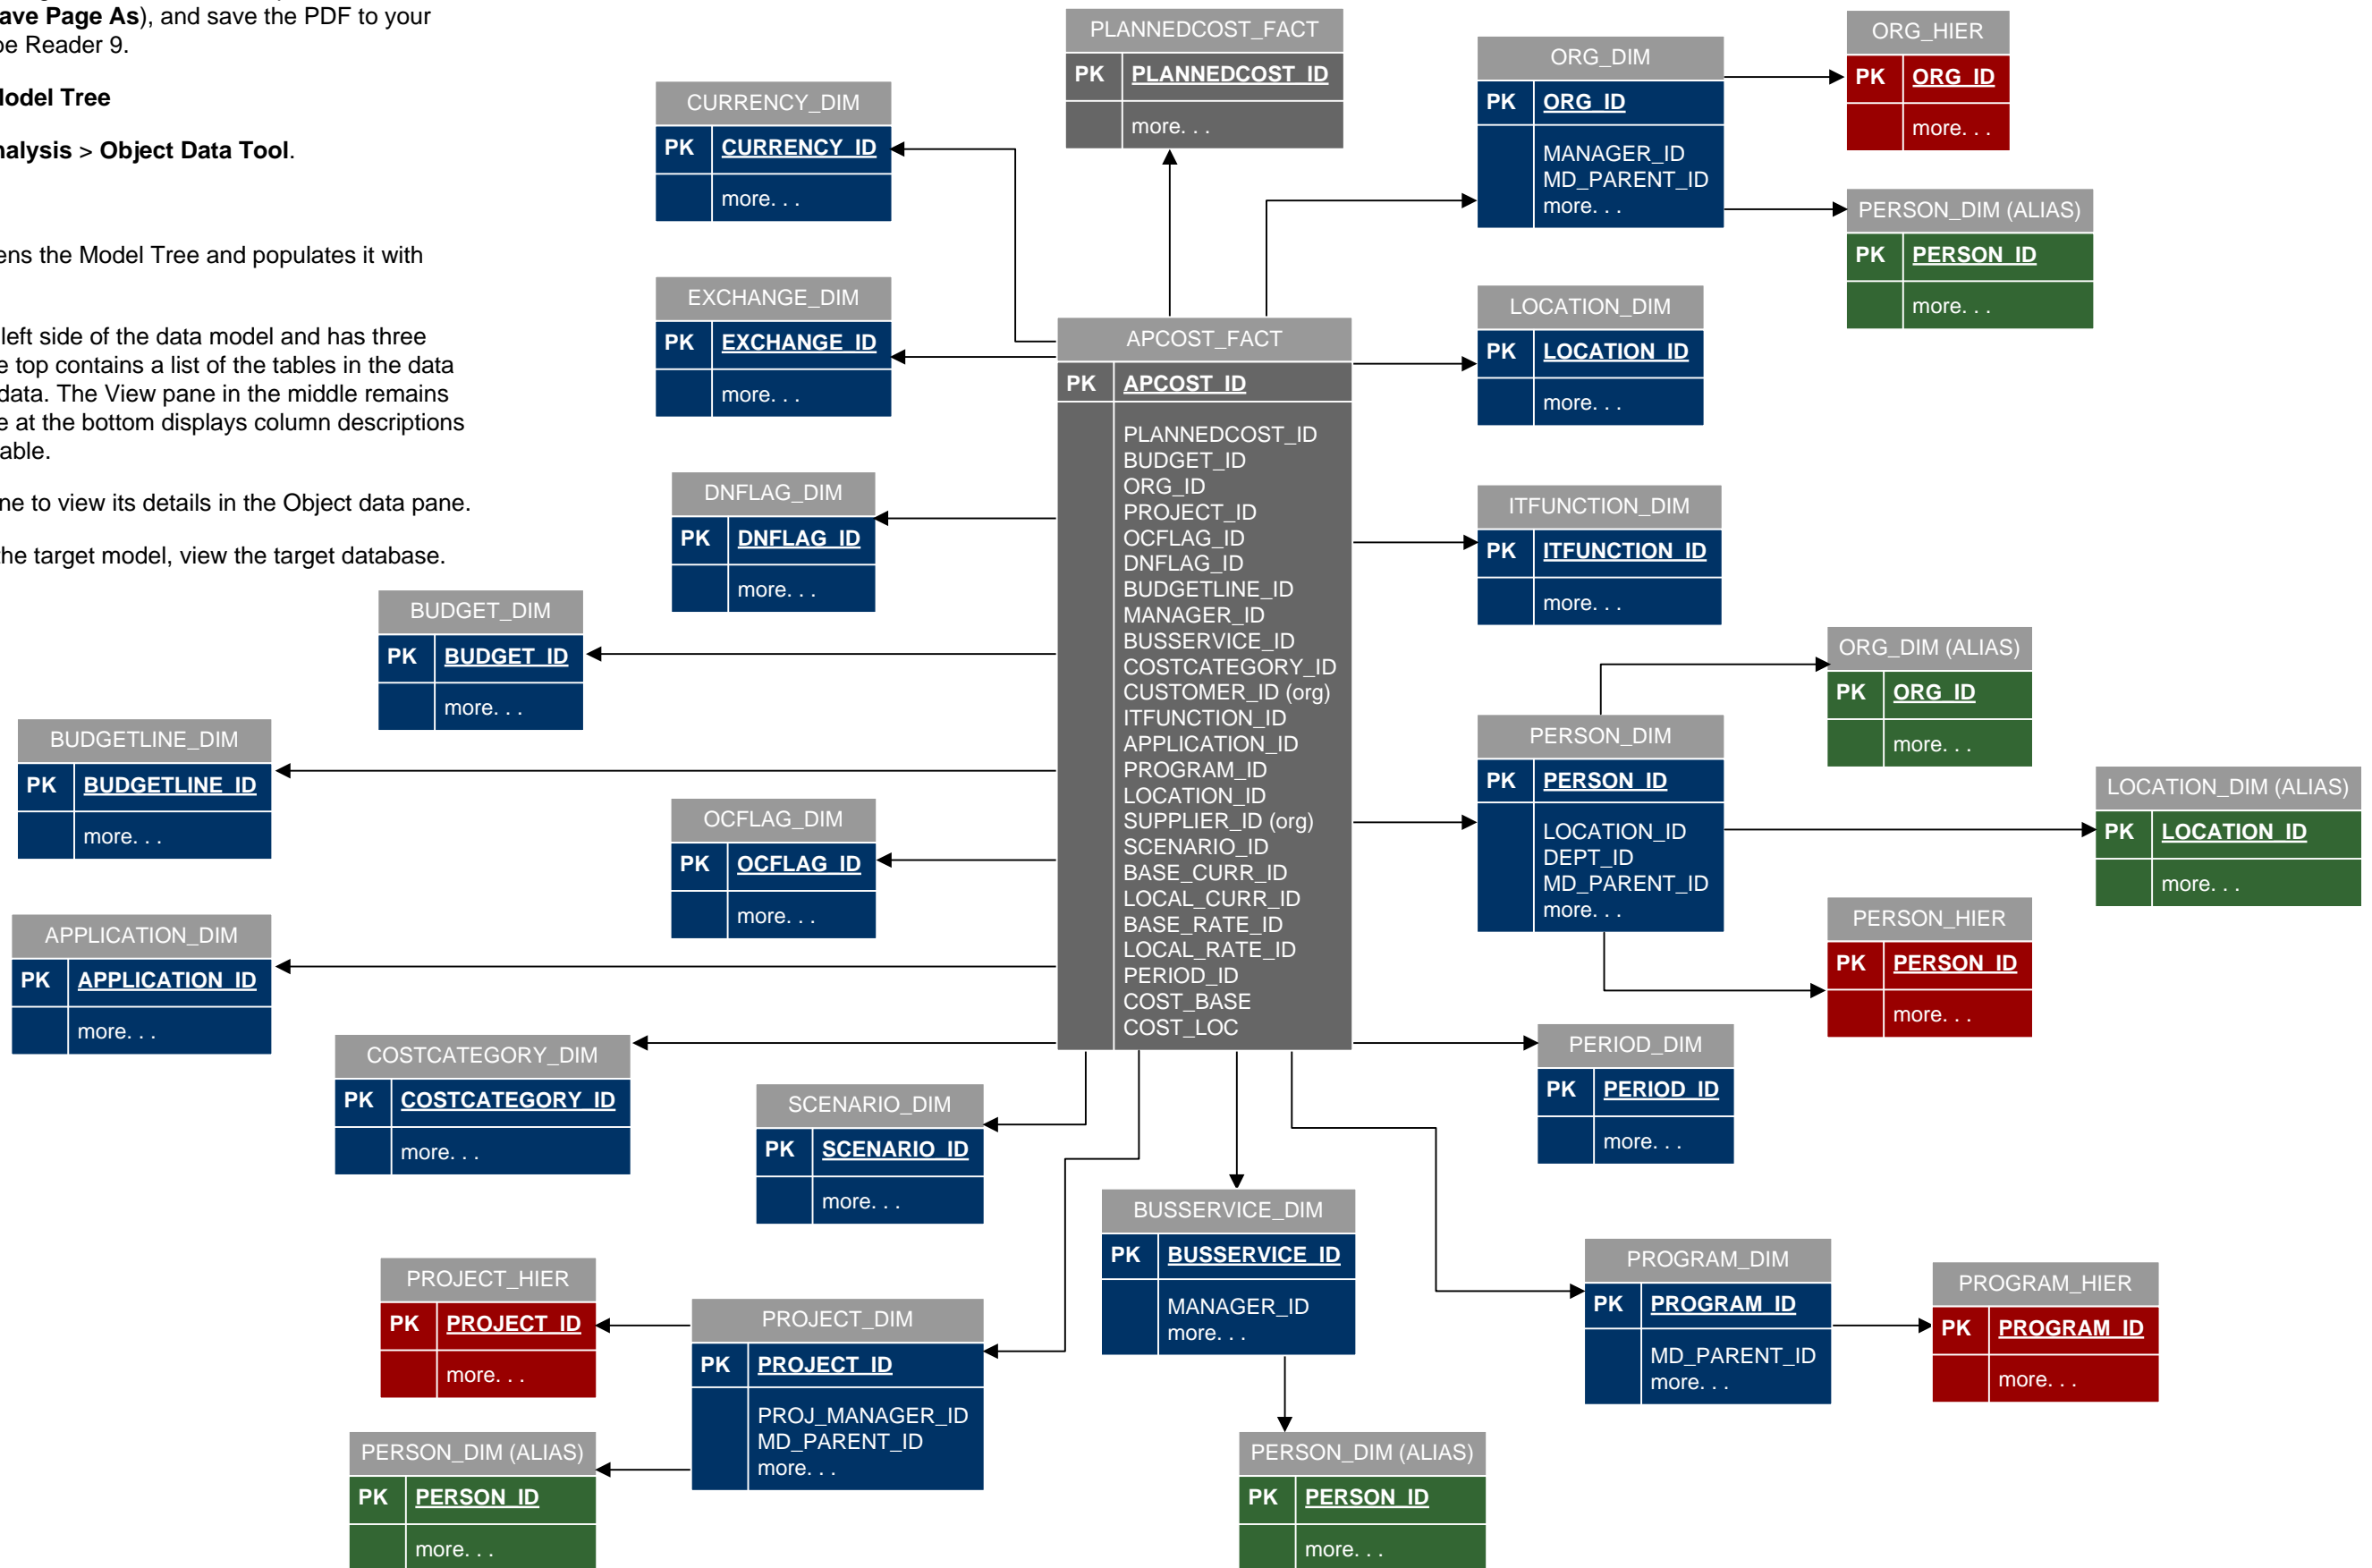 ave Page As), and save the PDF to your
be Reader 9.
Model Tree
nalysis > Object Data Tool.
ens the Model Tree and populates it with
left side of the data model and has three
e top contains a list of the tables in the data
data. The View pane in the middle remains
e at the bottom displays column descriptions
able.
ne to view its details in the Object data pane.
the target model, view the target database.
PLANNEDCOST_FACT
PK PLANNEDCOST_ID
more. . .
ORG_DIM
PK ORG_ID
MANAGER_ID
MD_PARENT_ID
more. . .
ORG_HIER
PK ORG_ID
more. . .
PERSON_DIM (ALIAS)
PK PERSON_ID
more. . .
CURRENCY_DIM
PK CURRENCY_ID
more. . .
EXCHANGE_DIM
PK EXCHANGE_ID
more. . .
LOCATION_DIM
PK LOCATION_ID
more. . .
APCOST_FACT
PK APCOST_ID
PLANNEDCOST_ID
BUDGET_ID
ORG_ID
PROJECT_ID
OCFLAG_ID
DNFLAG_ID
BUDGETLINE_ID
MANAGER_ID
BUSSERVICE_ID
COSTCATEGORY_ID
CUSTOMER_ID (org)
ITFUNCTION_ID
APPLICATION_ID
PROGRAM_ID
LOCATION_ID
SUPPLIER_ID (org)
SCENARIO_ID
BASE_CURR_ID
LOCAL_CURR_ID
BASE_RATE_ID
LOCAL_RATE_ID
PERIOD_ID
COST_BASE
COST_LOC
DNFLAG_DIM
PK DNFLAG_ID
more. . .
ITFUNCTION_DIM
PK ITFUNCTION_ID
more. . .
BUDGET_DIM
PK BUDGET_ID
more. . .
ORG_DIM (ALIAS)
PK ORG_ID
more. . .
BUDGETLINE_DIM
PK BUDGETLINE_ID
more. . .
PERSON_DIM
PK PERSON_ID
LOCATION_ID
DEPT_ID
MD_PARENT_ID
more. . .
LOCATION_DIM (ALIAS)
PK LOCATION_ID
more. . .
OCFLAG_DIM
PK OCFLAG_ID
more. . .
PERSON_HIER
PK PERSON_ID
more. . .
APPLICATION_DIM
PK APPLICATION_ID
more. . .
COSTCATEGORY_DIM
PK COSTCATEGORY_ID
more. . .
PERIOD_DIM
PK PERIOD_ID
more. . .
SCENARIO_DIM
PK SCENARIO_ID
more. . .
BUSSERVICE_DIM
PK BUSSERVICE_ID
MANAGER_ID
more. . .
PROGRAM_DIM
PK PROGRAM_ID
MD_PARENT_ID
more. . .
PROGRAM_HIER
PK PROGRAM_ID
more. . .
PROJECT_HIER
PK PROJECT_ID
more. . .
PROJECT_DIM
PK PROJECT_ID
PROJ_MANAGER_ID
MD_PARENT_ID
more. . .
PERSON_DIM (ALIAS)
PK PERSON_ID
more. . .
PERSON_DIM (ALIAS)
PK PERSON_ID
more. . .